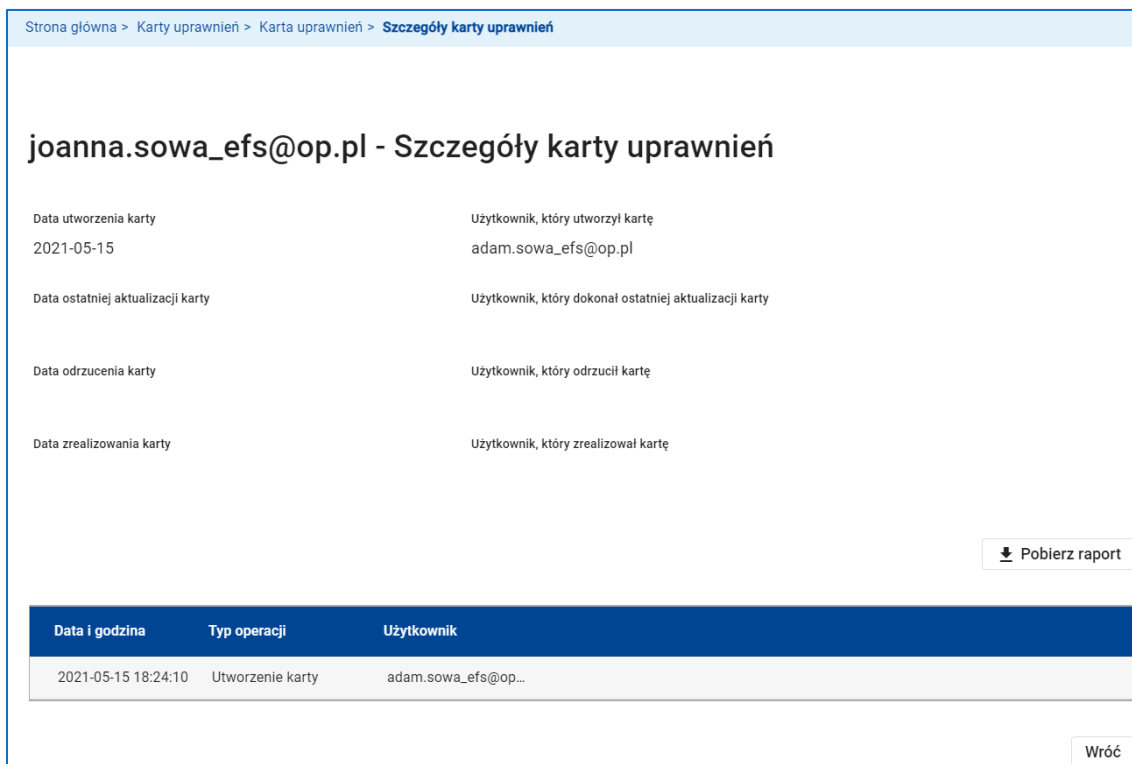 Strona główna > Karty uprawnień > Karta uprawnień > Szczegóły karty uprawnień
joanna.sowa_efs@op.pl - Szczegóły karty uprawnień
Data utworzenia karty Użytkownik, który utworzył kartę
2021-05-15 adam.sowa_efs@op.pl
Data ostatniej aktualizacji karty Użytkownik, który dokonał ostatniej aktualizacji karty
Data odrzucenia karty Użytkownik, który odrzucił kartę
Data zrealizowania karty Użytkownik, który zrealizował kartę
Pobierz raport
Data i godzina Typ operacji Użytkownik
2021-05-15 18:24:10 Utworzenie karty adam.sowa_efs@op...
Wróć